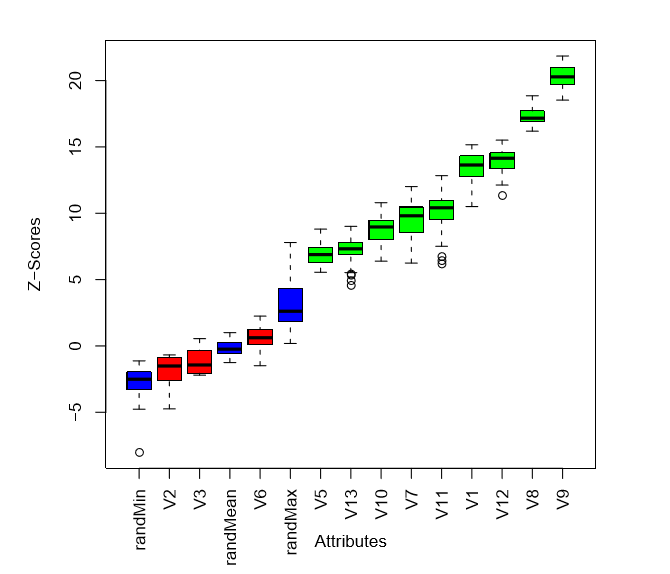 Z−Scores
20
15
10
5
0
−5
randMin
V2
V3
randMean
V6
randMax
V5
V13
V10
V7
V11
V1
V12
V8
V9
Attributes